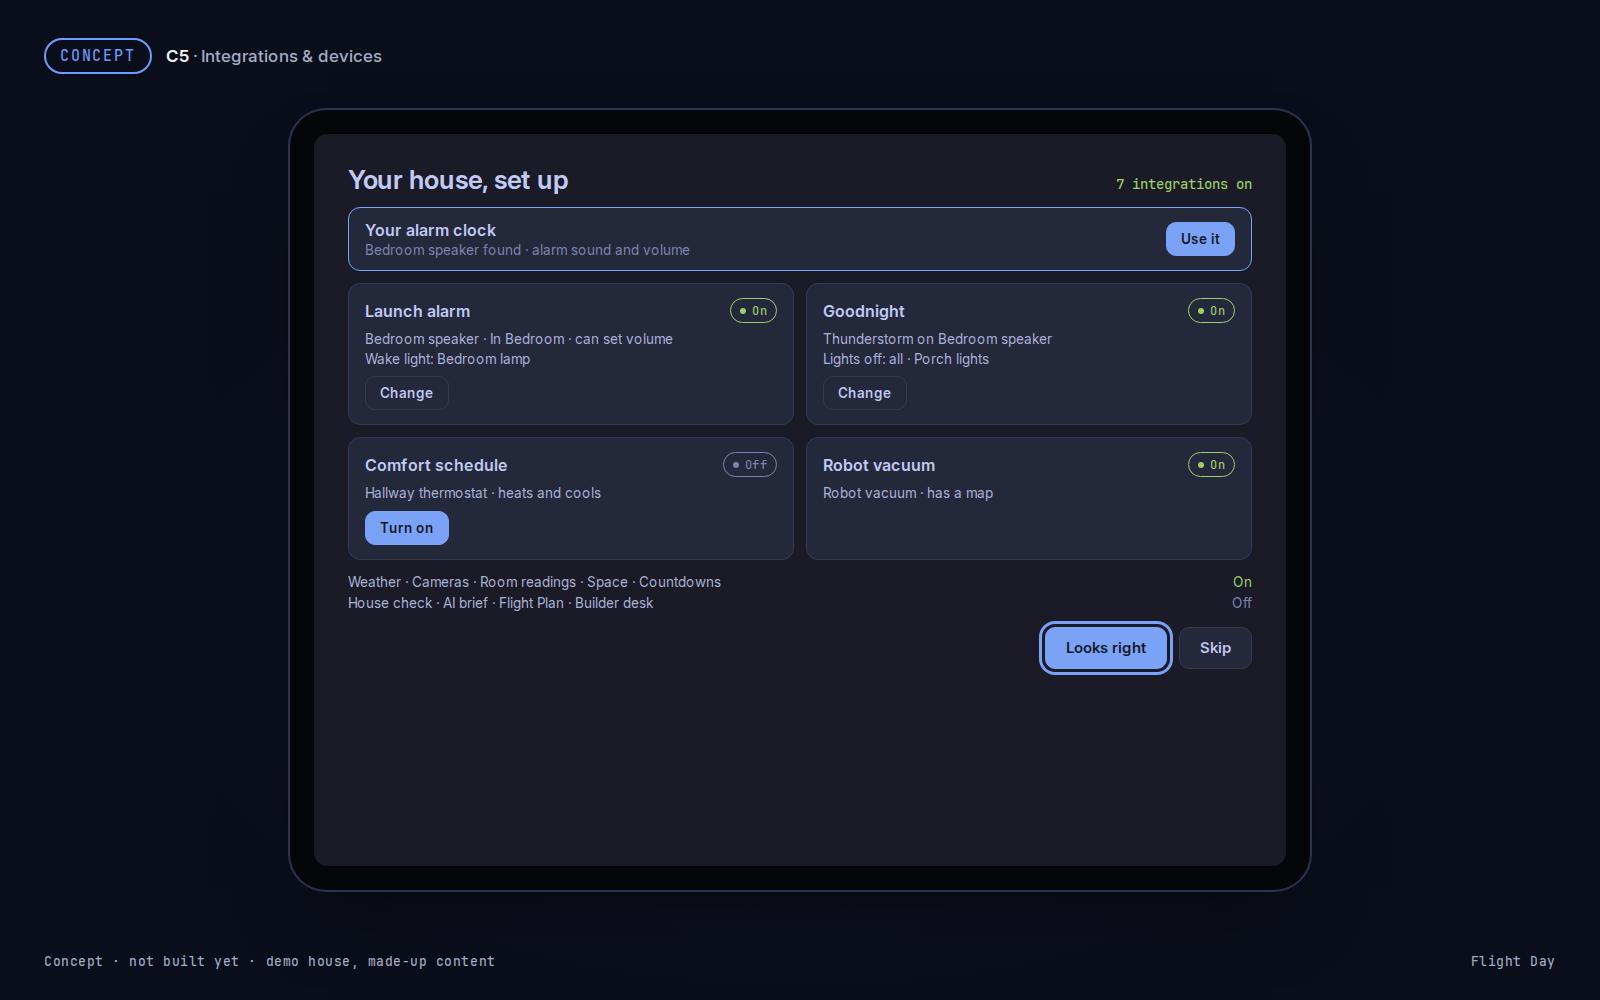 CONCEPT C5 · Integrations & devices
Your house, set up
7 integrations on
Your alarm clock
Bedroom speaker found · alarm sound and volume
Use it
Launch alarm
On
Bedroom speaker · In Bedroom · can set volume
Wake light: Bedroom lamp
Change
Goodnight
On
Thunderstorm on Bedroom speaker
Lights off: all · Porch lights
Change
Comfort schedule
Off
Hallway thermostat · heats and cools
Turn on
Robot vacuum
On
Robot vacuum · has a map
Weather · Cameras · Room readings · Space · Countdowns
On
House check · AI brief · Flight Plan · Builder desk
Off
Looks right
Skip
Concept · not built yet · demo house, made-up content
Flight Day